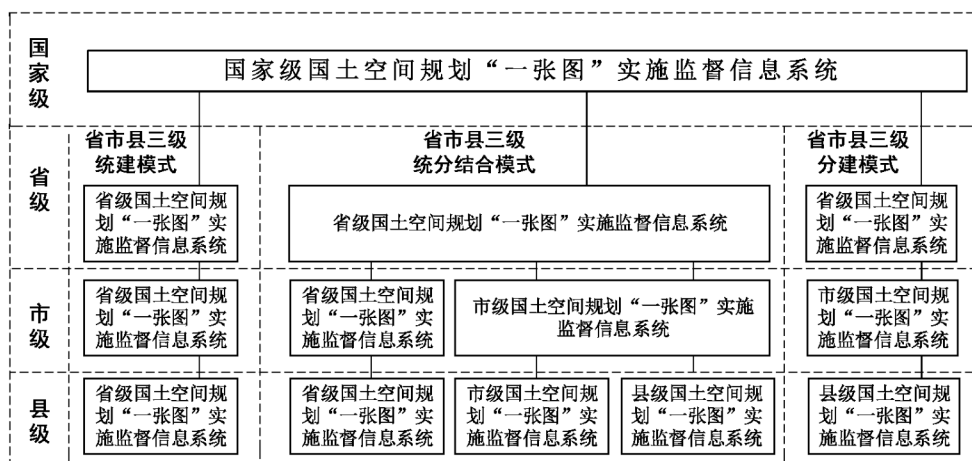 国家级
国家级国土空间规划“一张图”实施监督信息系统
省级
省市县三级
统建模式
省级国土空间规
划“一张图”实
施监督信息系统
省市县三级
统分结合模式
省级国土空间规划“一张图”实施监督信息系统
省市县三级
分建模式
省级国土空间规
划“一张图”实
施监督信息系统
市级
省级国土空间规
划“一张图”实
施监督信息系统
省级国土空间规
划“一张图”实
施监督信息系统
市级国土空间规划“一张图”实施
监督信息系统
市级国土空间规
划“一张图”实
施监督信息系统
县级
省级国土空间规
划“一张图”实
施监督信息系统
省级国土空间规
划“一张图”实
施监督信息系统
市级国土空间规
划“一张图”实
施监督信息系统
县级国土空间规
划“一张图”实
施监督信息系统
县级国土空间规
划“一张图”实
施监督信息系统